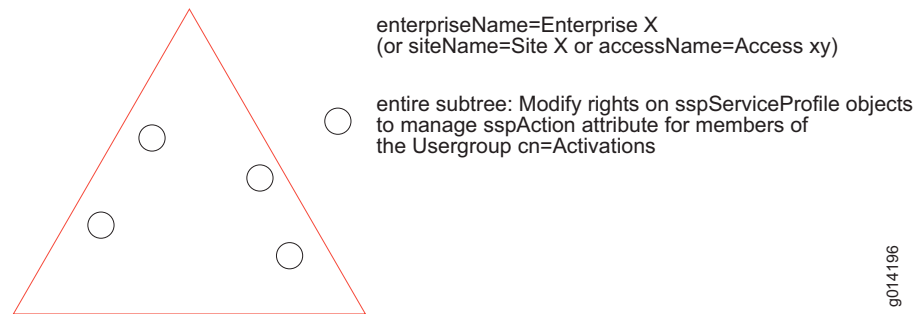 enterpriseName=Enterprise X
(or siteName=Site X or accessName=Access xy)
entire subtree: Modify rights on sspServiceProfile objects
to manage sspAction attribute for members of
the Usergroup cn=Activations
g014196